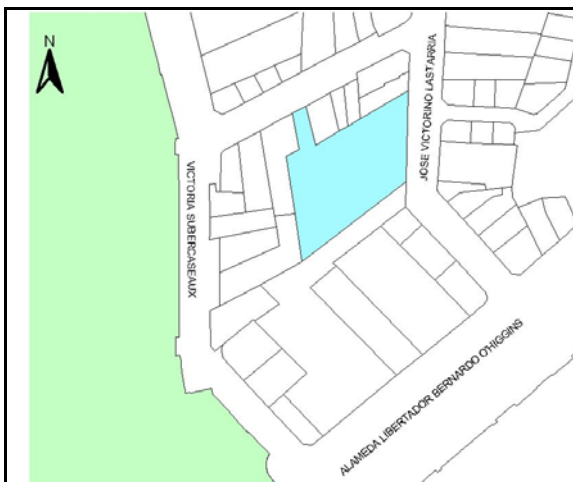 N
JOSE VICTORINO LASTARRIA
VICTORIA SUBERCASEAUX
ALAMEDA LIBERTADOR BERNARDO O'HIGGINS